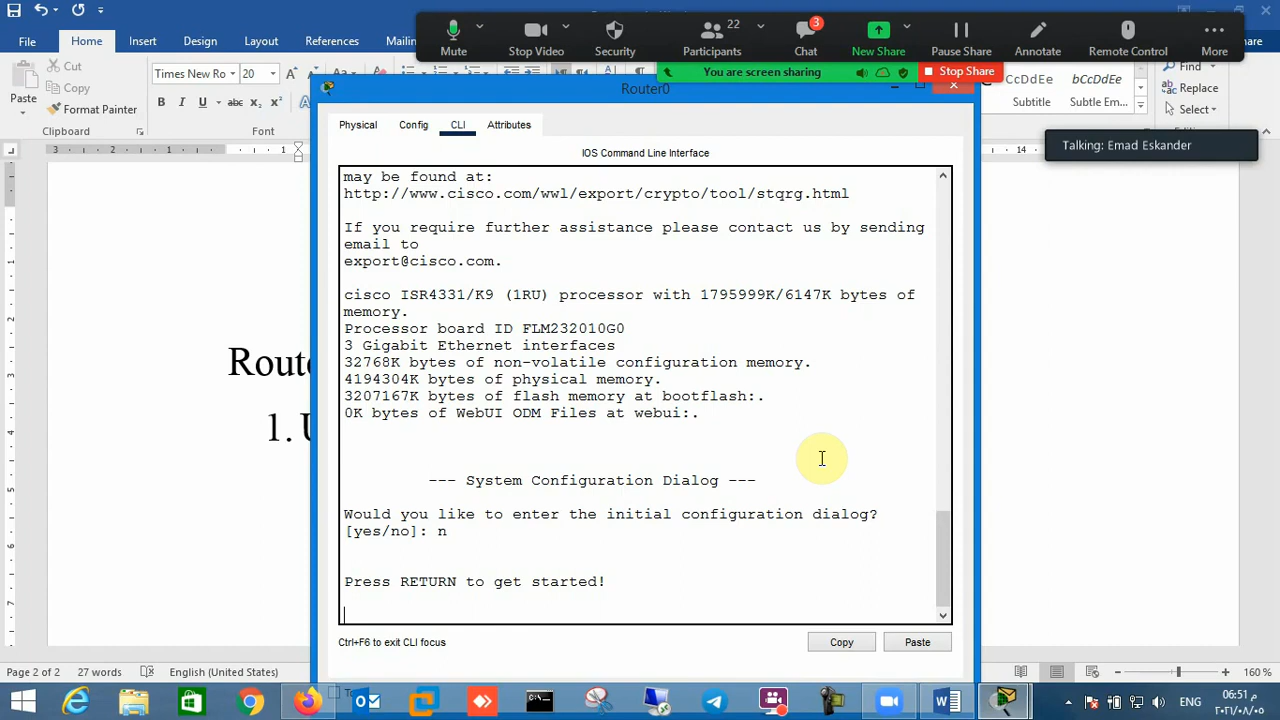 File Home Insert Design Layout References Mailin
Mute Stop Video Security Participants 22 Chat 3 New Share Pause Share Annotate Remote Control More
You are screen sharing Stop Share
Cut
Copy
Format Painter
Paste
Clipboard
Times New Ro 20
B I U abc
Font
CcDdEe bbCcDdEe
Subtitle Subtle Em...
Find
Replace
Select
Talking: Emad Eskander
Router0
Physical Config CLI Attributes
IOS Command Line Interface
may be found at:
http://www.cisco.com/wwl/export/crypto/tool/stqrg.html
If you require further assistance please contact us by sending
email to
export@cisco.com.
cisco ISR4331/K9 (1RU) processor with 1795999K/6147K bytes of
memory.
Processor board ID FLM232010G0
3 Gigabit Ethernet interfaces
32768K bytes of non-volatile configuration memory.
4194304K bytes of physical memory.
3207167K bytes of flash memory at bootflash:.
0K bytes of WebUI ODM Files at webui:.
--- System Configuration Dialog ---
Would you like to enter the initial configuration dialog?
[yes/no]: n
Press RETURN to get started!
Ctrl+F6 to exit CLI focus
Copy Paste
Route
1. U
Page 2 of 2 27 words English (United States) 160 %
ENG
06:51 م
٢٠٢١/٠٨/٠٥